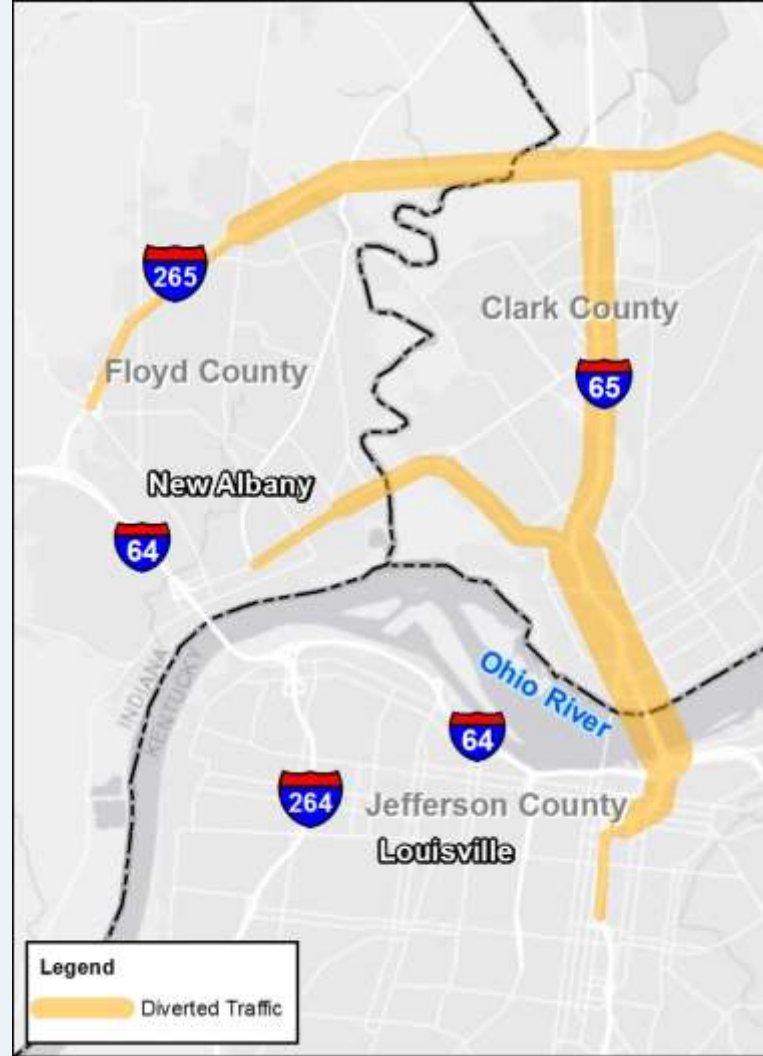 265
Clark County
65
Floyd County
New Albany
64
INDIANA
KENTUCKY
Ohio River
64
264
Jefferson County
Louisville
Legend
Diverted Traffic